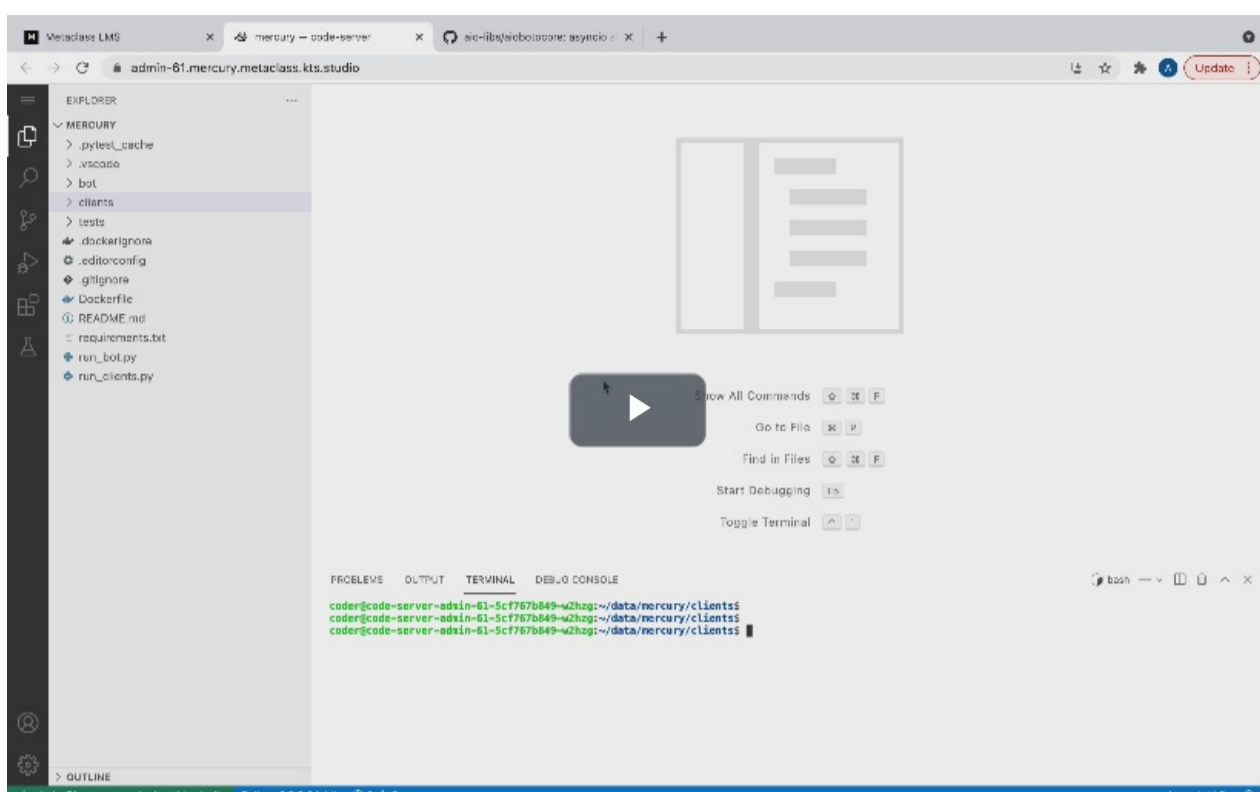 Metaclass LMS
mercury — code-server
aio-libs/aiobotocore: asyncio
admin-61.mercury.metaclass.kts.studio
Update
EXPLORER
MERCURY
.pytest_cache
.vscode
bot
clients
tests
.dockerignore
.editorconfig
.gitignore
Dockerfile
README.md
requirements.txt
run_bot.py
run_clients.py
Show All Commands ⇧ ⌘ P
Go to File ⌘ P
Find in Files ⇧ ⌘ F
Start Debugging F5
Toggle Terminal ^ `
PROBLEMS OUTPUT TERMINAL DEBUG CONSOLE
bash
coder@code-server-admin-61-5cf767b849-w2hzg:~/data/mercury/clients$
coder@code-server-admin-61-5cf767b849-w2hzg:~/data/mercury/clients$
coder@code-server-admin-61-5cf767b849-w2hzg:~/data/mercury/clients$
OUTLINE